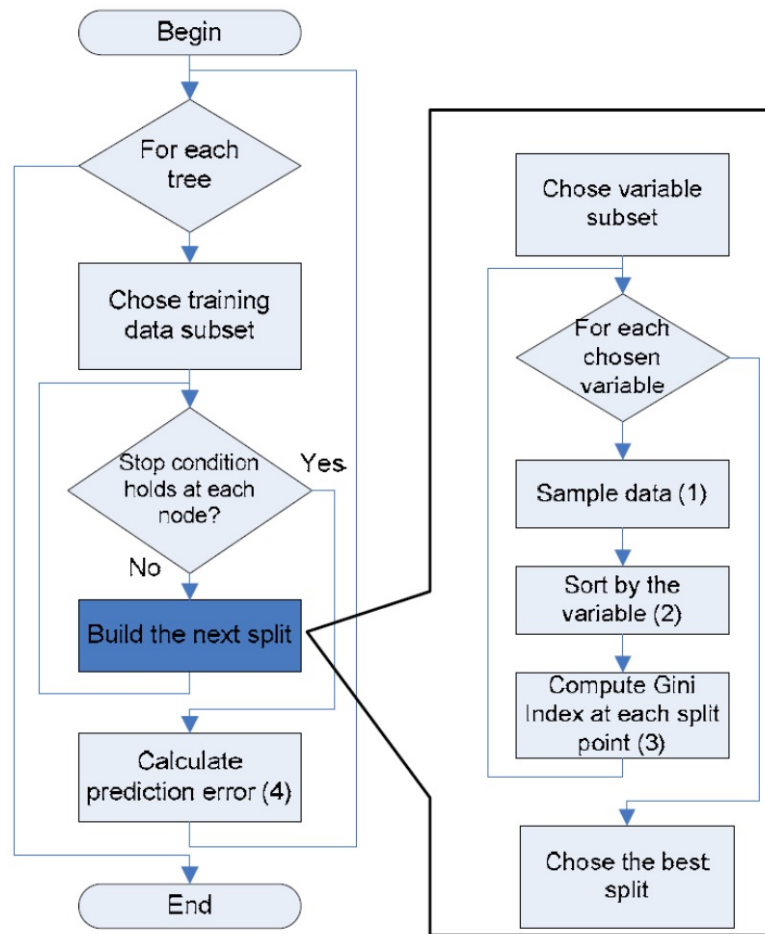 Begin
For each
tree
Chose training
data subset
Stop condition
holds at each
node?
Yes
No
Build the next split
Calculate
prediction error (4)
End
Chose variable
subset
For each
chosen
variable
Sample data (1)
Sort by the
variable (2)
Compute Gini
Index at each split
point (3)
Chose the best
split